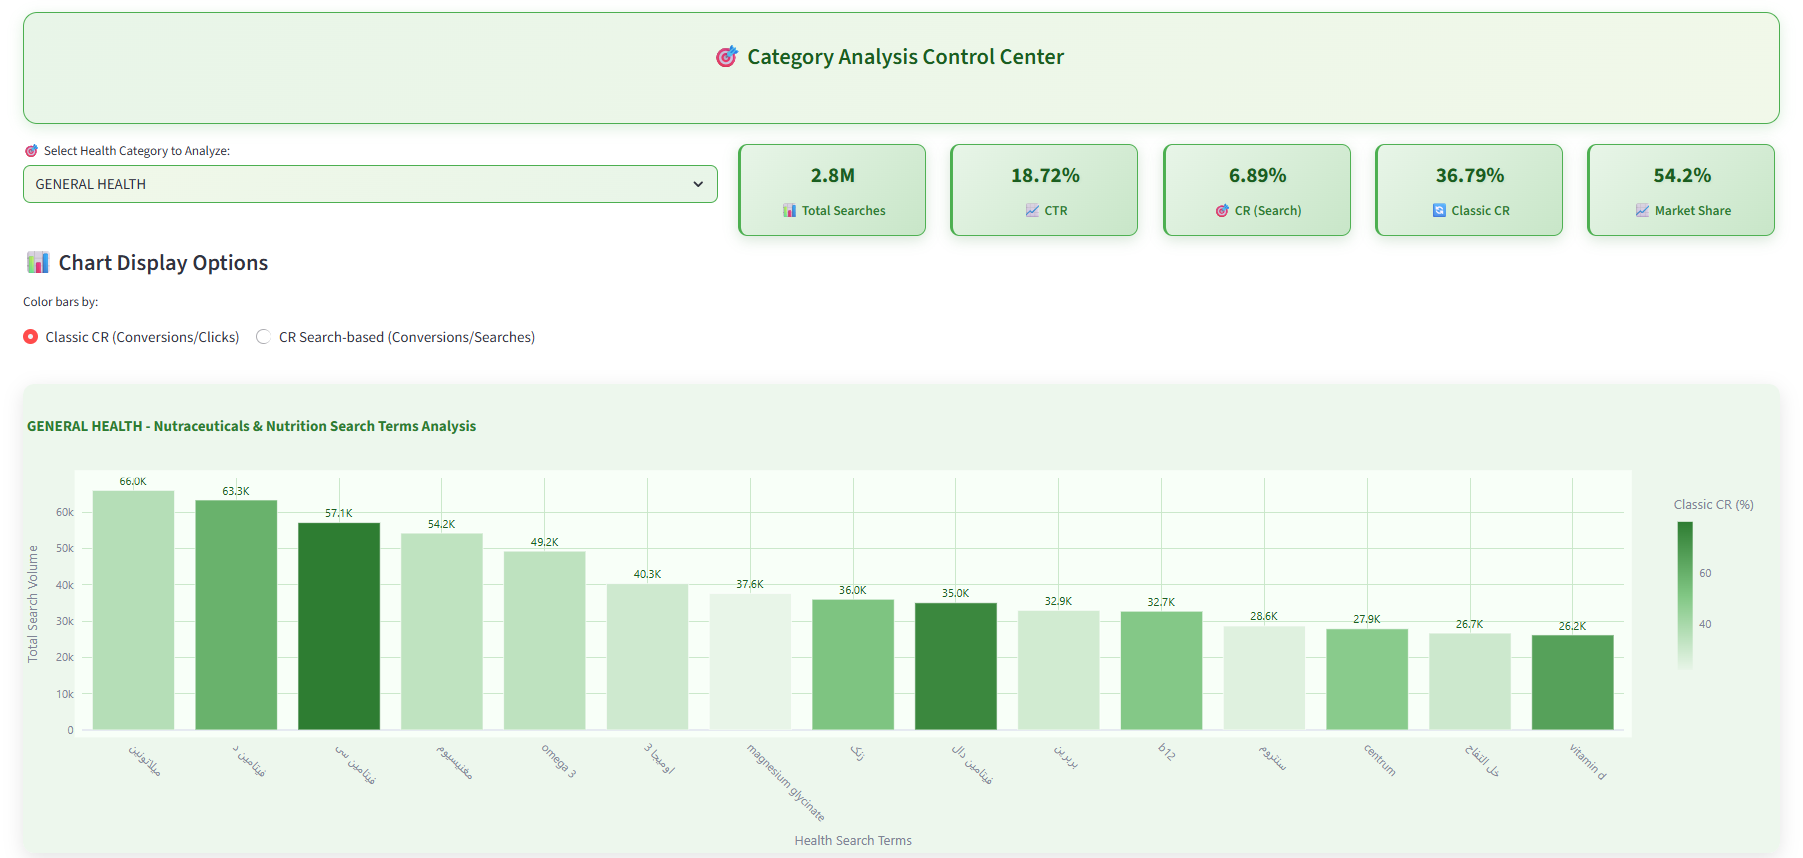 🎯 Category Analysis Control Center
🎯 Select Health Category to Analyze:
GENERAL HEALTH
2.8M
📊 Total Searches
18.72%
📈 CTR
6.89%
🎯 CR (Search)
36.79%
🔄 Classic CR
54.2%
📈 Market Share
📊 Chart Display Options
Color bars by:
Classic CR (Conversions/Clicks)
CR Search-based (Conversions/Searches)
GENERAL HEALTH - Nutraceuticals & Nutrition Search Terms Analysis
Total Search Volume
60k
50k
40k
30k
20k
10k
0
66.0K
63.3K
57.1K
54.2K
49.2K
40.3K
37.6K
36.0K
35.0K
32.9K
32.7K
28.6K
27.9K
26.7K
26.2K
ميلاتونين
فيتامين د
فيتامين سي
مغنيسيوم
omega 3
اوميجا 3
magnesium glycinate
زنك
فيتامين دال
بربرين
b12
سنتروم
centrum
خل التفاح
vitamin d
Health Search Terms
Classic CR (%)
60
40